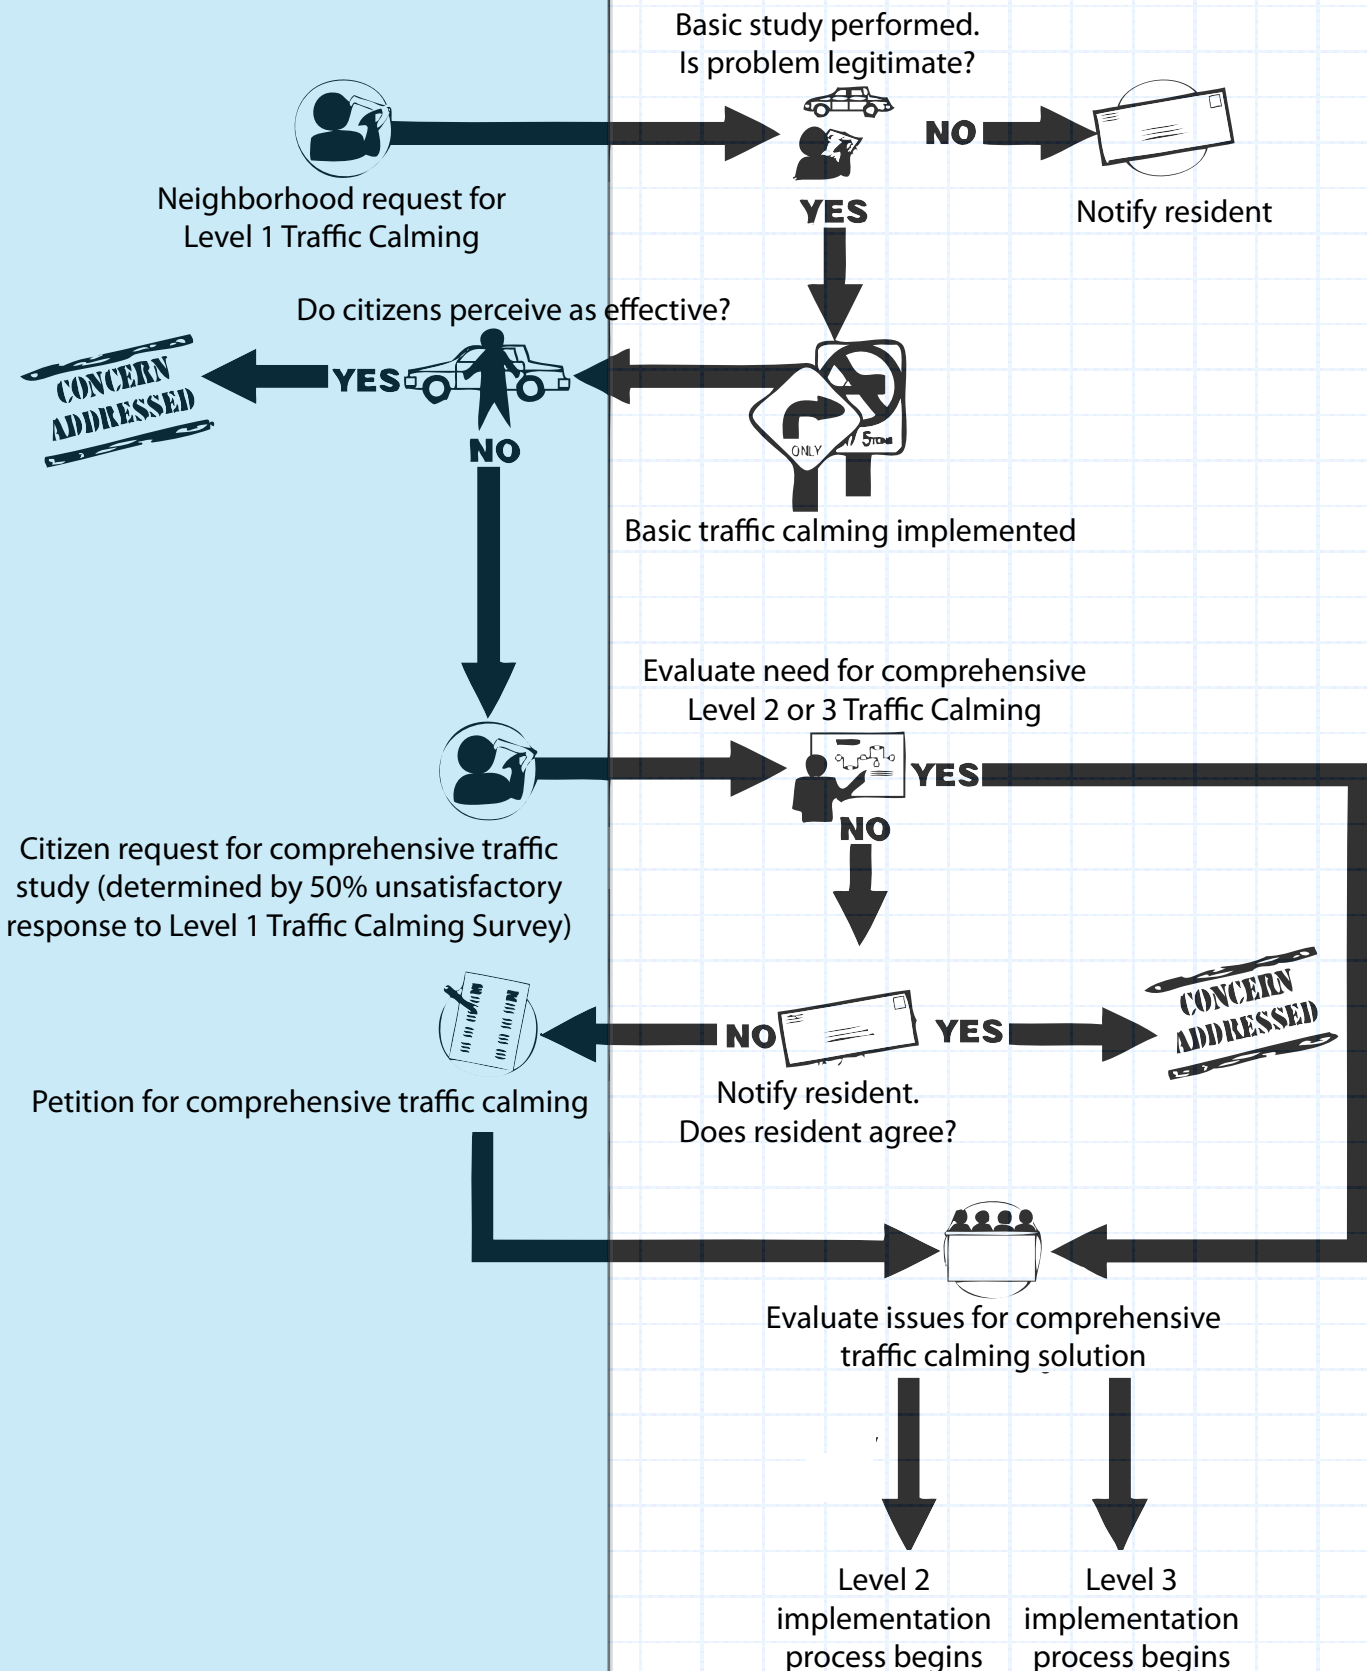 Basic study performed.
Is problem legitimate?
NO
Neighborhood request for
Level 1 Traffic Calming
YES
Notify resident
Do citizens perceive as effective?
CONCERN
ADDRESSED
YES
NO
ONLY
Basic traffic calming implemented
Evaluate need for comprehensive
Level 2 or 3 Traffic Calming
YES
NO
Citizen request for comprehensive traffic
study (determined by 50% unsatisfactory
response to Level 1 Traffic Calming Survey)
NO
YES
CONCERN
ADDRESSED
Petition for comprehensive traffic calming
Notify resident.
Does resident agree?
Evaluate issues for comprehensive
traffic calming solution
Level 2
implementation
process begins
Level 3
implementation
process begins